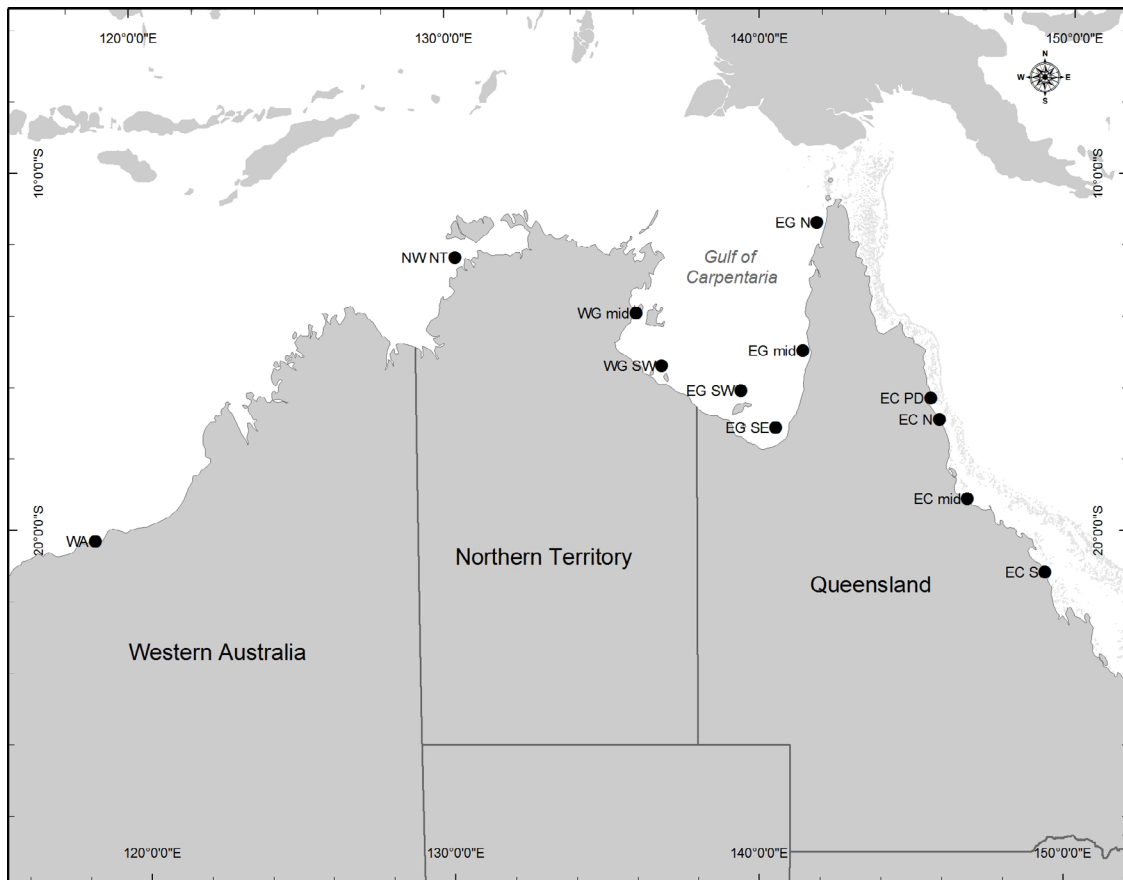 120°0'0"E
130°0'0"E
140°0'0"E
150°0'0"E
N
W E
S
10°0'0"S
10°0'0"S
EG N
NW NT
Gulf of
Carpentaria
WG mid
EG mid
WG SW
EG SW
EC PD
EC N
EG SE
EC mid
20°0'0"S
20°0'0"S
WA
Northern Territory
EC S
Queensland
Western Australia
120°0'0"E
130°0'0"E
140°0'0"E
150°0'0"E